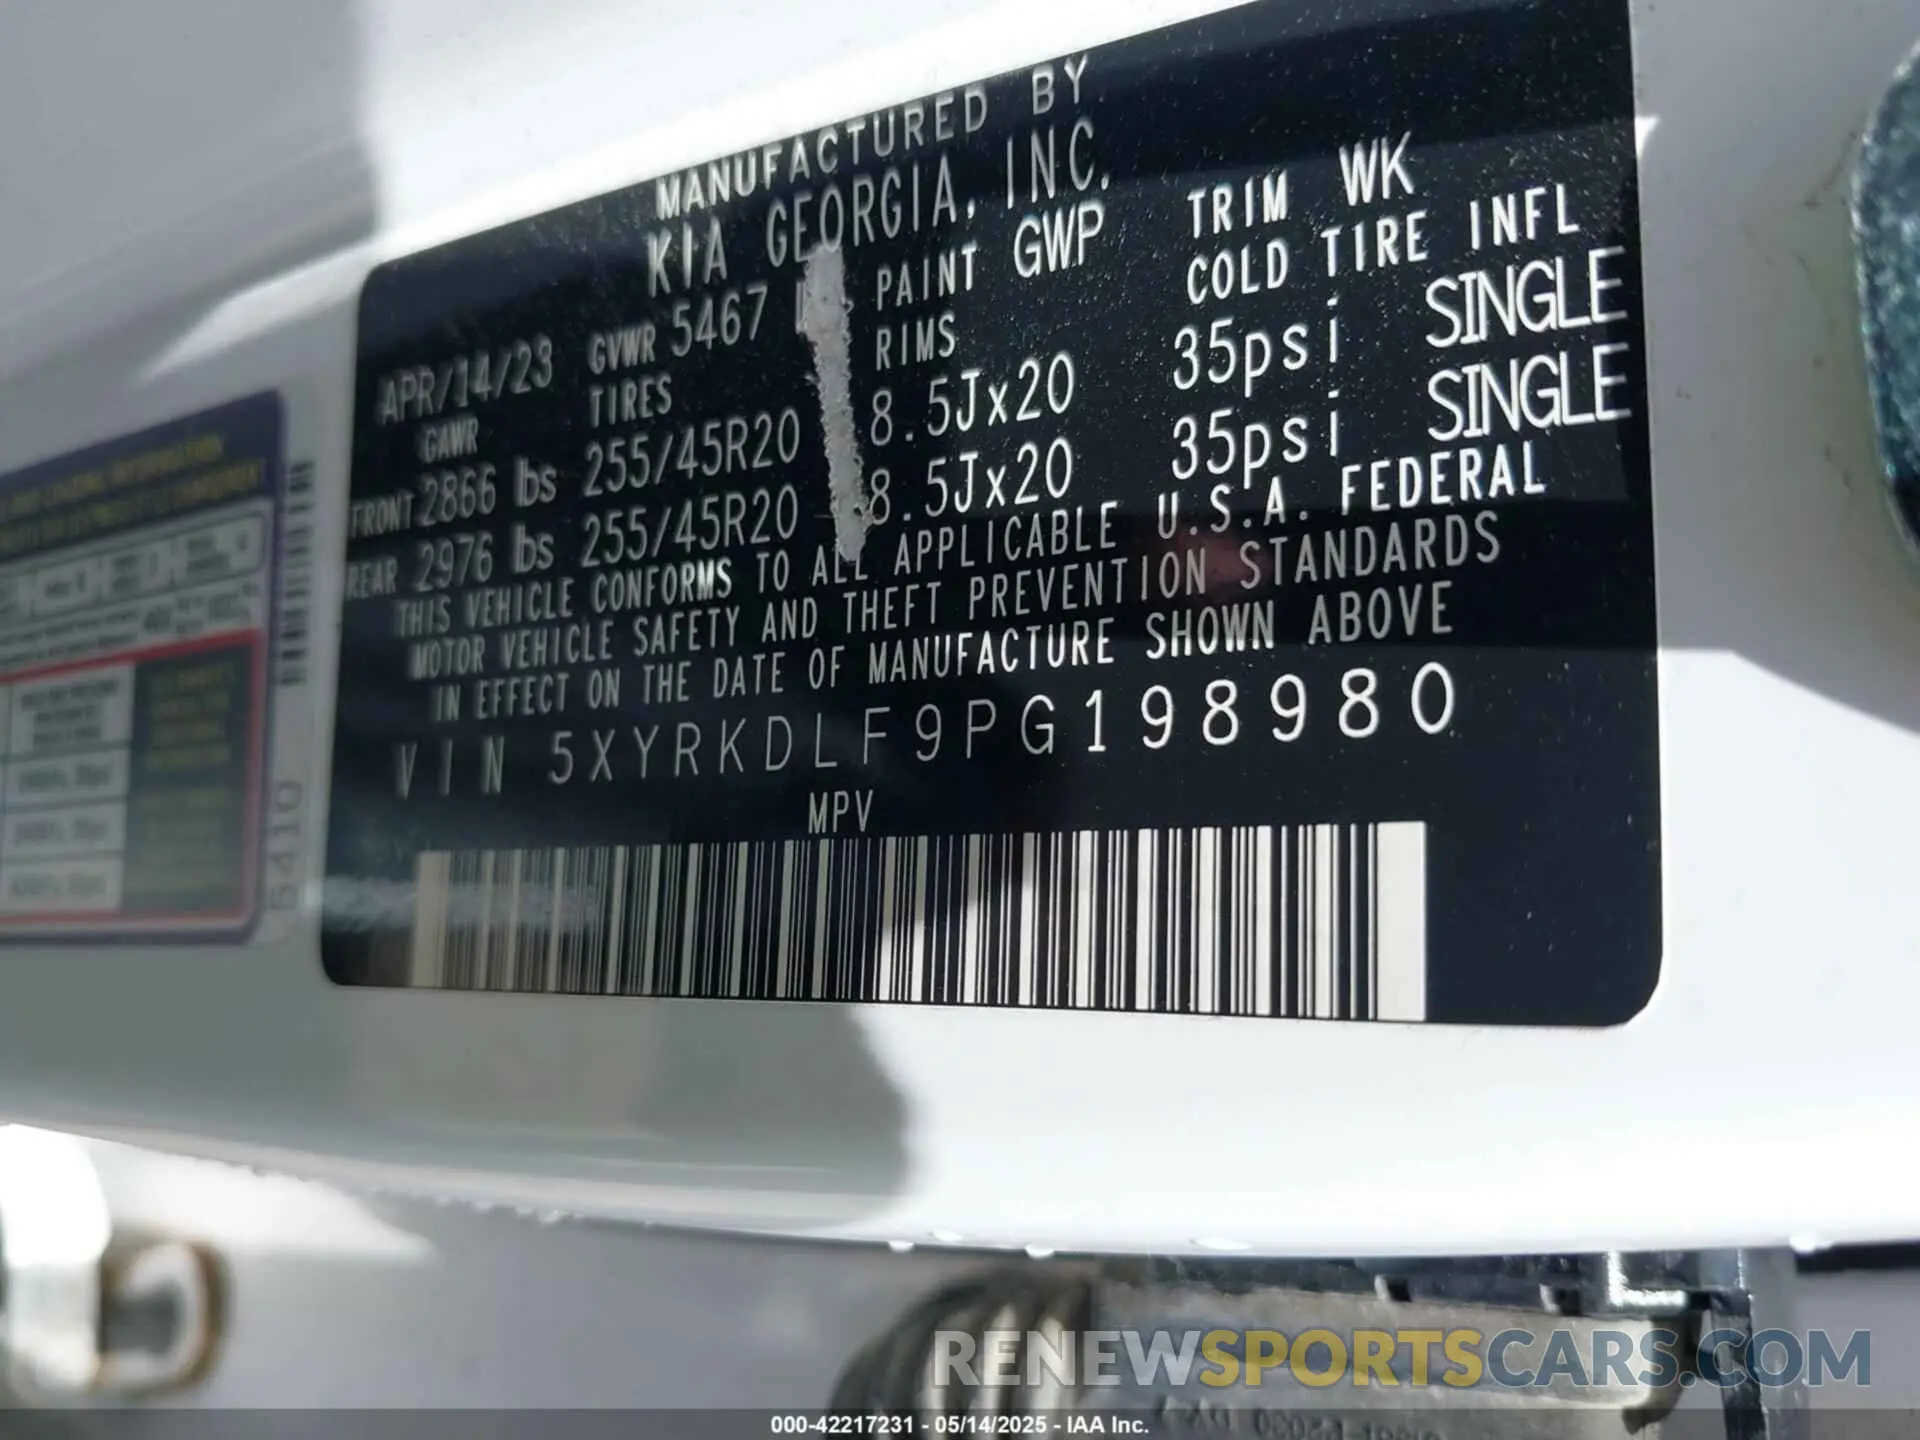 MANUFACTURED BY
KIA GEORGIA, INC.
APR/14/23 GVWR 5467 PAINT GWP TRIM WK
GAWR TIRES RIMS COLD TIRE INFL
FRONT 2866 lbs 255/45R20 8.5Jx20 35psi SINGLE
REAR 2976 lbs 255/45R20 8.5Jx20 35psi SINGLE
THIS VEHICLE CONFORMS TO ALL APPLICABLE U.S.A. FEDERAL
MOTOR VEHICLE SAFETY AND THEFT PREVENTION STANDARDS
IN EFFECT ON THE DATE OF MANUFACTURE SHOWN ABOVE
VIN 5XYRKDLF9PG198980
MPV
5410
RENEWSPORTSCARS.COM
000-42217231 - 05/14/2025 - IAA Inc.